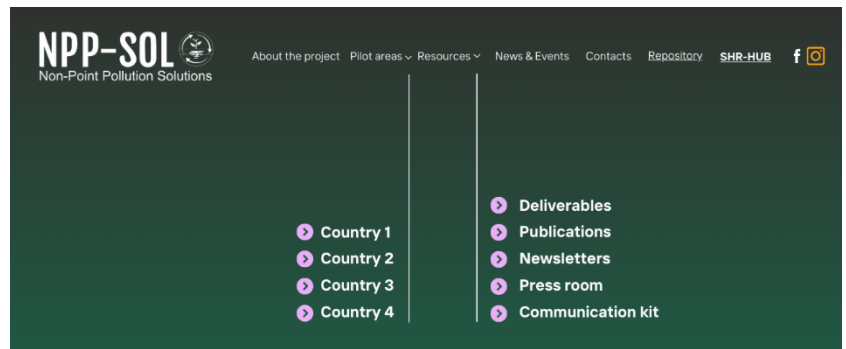 NPP-SOL
Non-Point Pollution Solutions
About the project Pilot areas Resources News & Events Contacts Repository SHR-HUB f
Country 1
Country 2
Country 3
Country 4
Deliverables
Publications
Newsletters
Press room
Communication kit